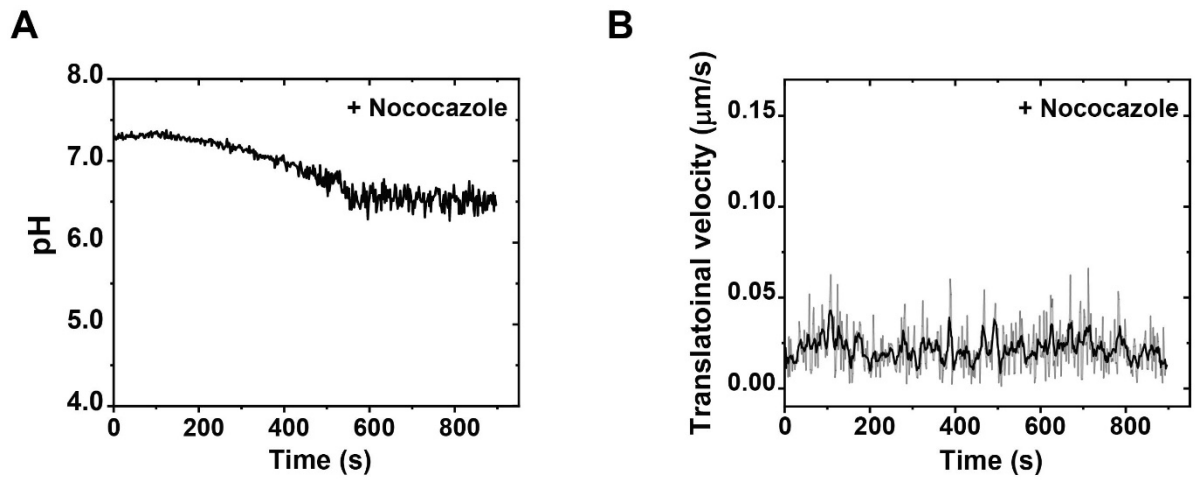 A
8.0
7.0
6.0
5.0
4.0
pH
+ Nococazole
0
200
400
600
800
Time (s)
B
0.15
0.10
0.05
0.00
Translatoinal velocity (μm/s)
+ Nococazole
0
200
400
600
800
Time (s)